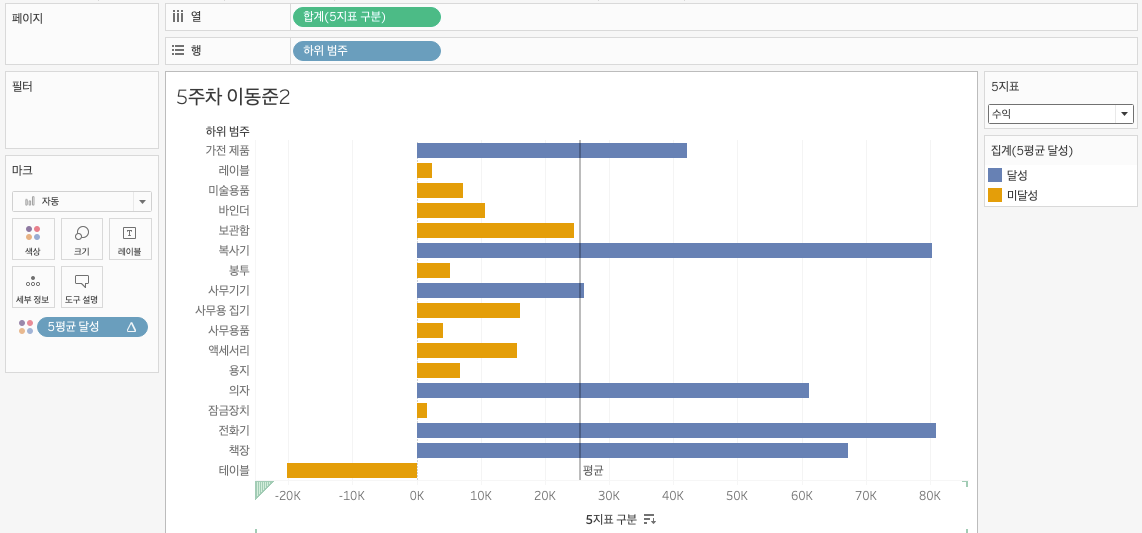 페이지
열
합계(5지표 구분)
행
하위 범주
필터
마크
자동
색상
크기
레이블
세부 정보
도구 설명
5평균 달성
5주차 이동준2
하위 범주
가전 제품
레이블
미술용품
바인더
보관함
복사기
봉투
사무기기
사무용 집기
사무용품
액세서리
용지
의자
잠금장치
전화기
책장
테이블
평균
-20K -10K 0K 10K 20K 30K 40K 50K 60K 70K 80K
5지표 구분
5지표
수익
집계(5평균 달성)
달성
미달성